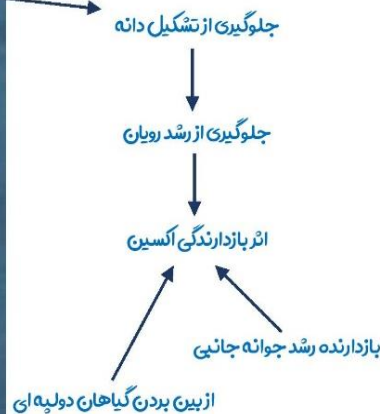 جلوگیری از تشکیل دانه
جلوگیری از رشد رویان
اثر بازدارندگی اکسین
بازدارنده رشد جوانه جانبی
از بین بردن گیاهان دولپه ای